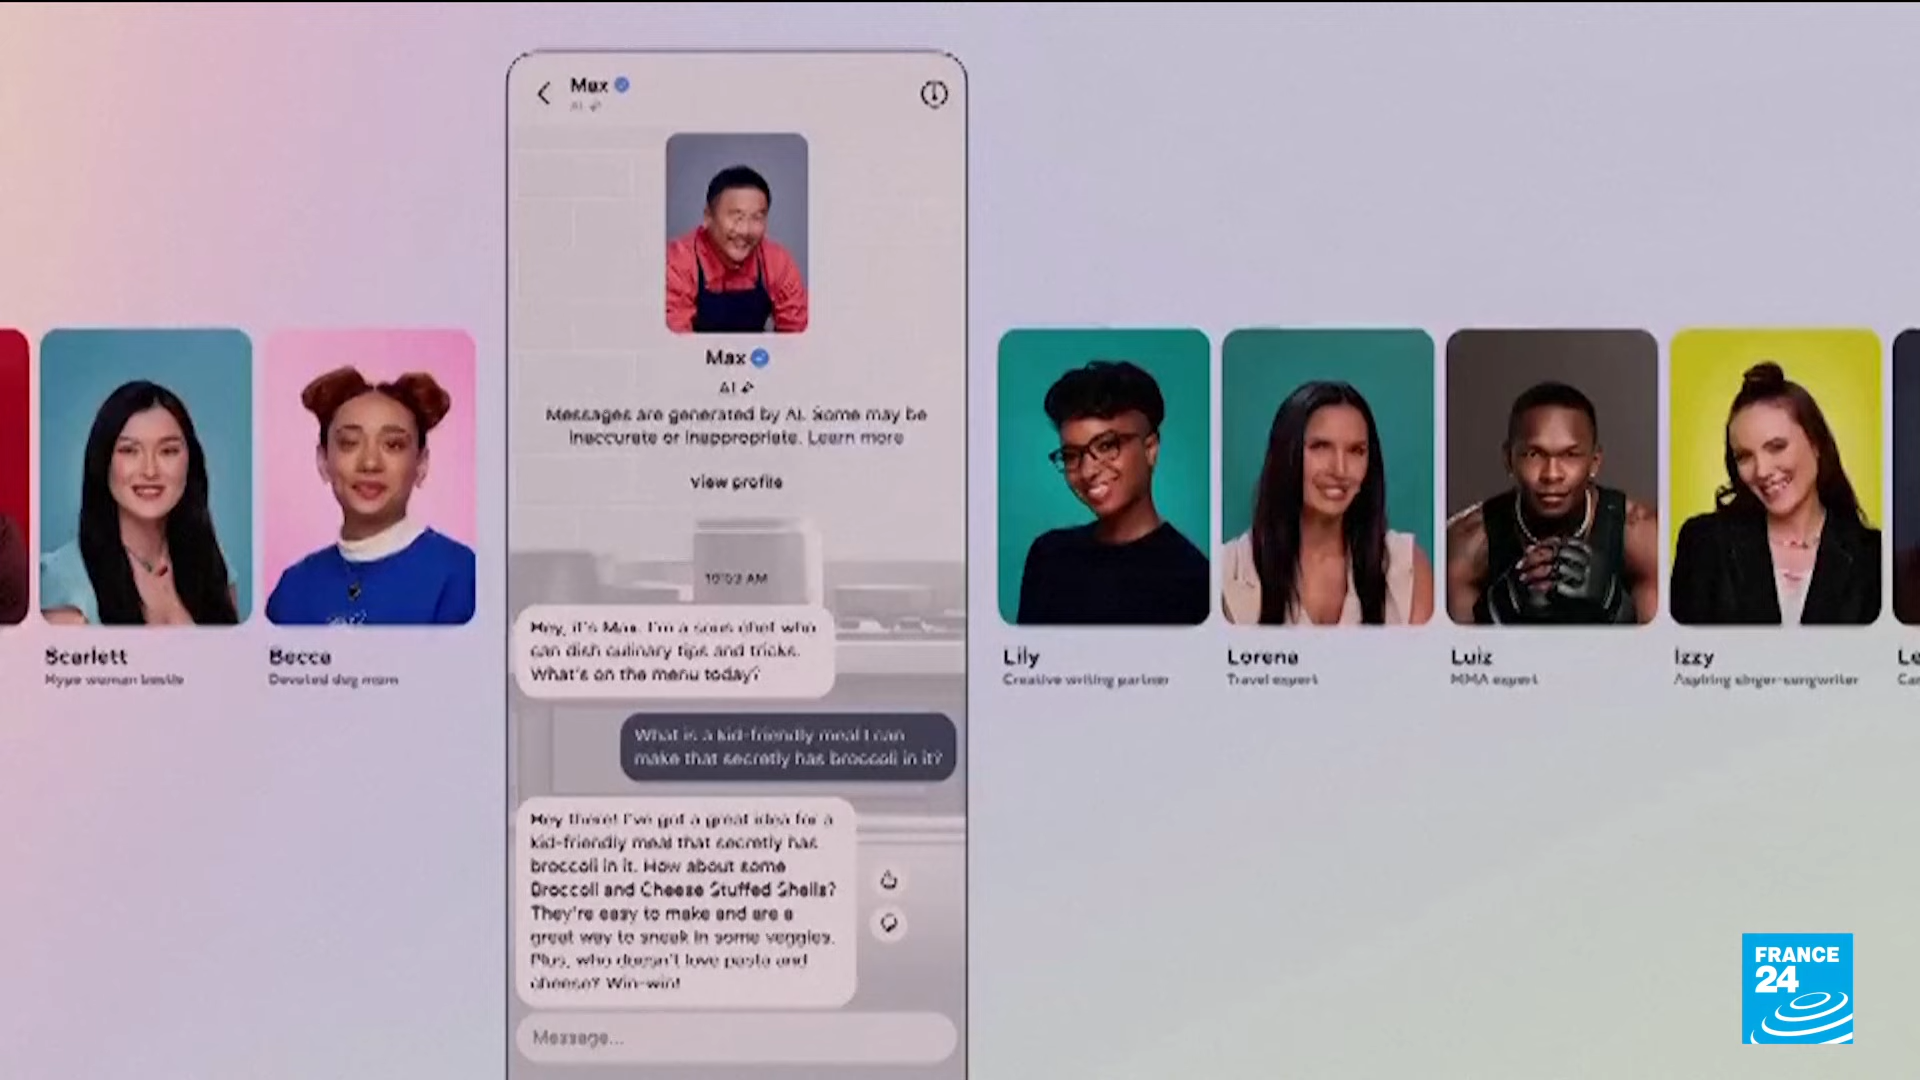 Max
AI
Max
AI
Messages are generated by AI. Some may be
inaccurate or inappropriate. Learn more
View profile
AM
Hey, it's Max. I'm a sous chef who
can dish culinary tips and tricks.
What's on the menu today?
What is a kid-friendly meal I can
make that secretly has broccoli in it?
Hey there! I've got a great idea for a
kid-friendly meal that secretly has
broccoli in it. How about some
Broccoli and Cheese Stuffed Shells?
They're easy to make and are a
great way to sneak in some veggies.
Plus, who doesn't love pasta and
cheese? Win-win!
Message...
Scarlett
Hype woman bestie
Becca
Devoted dog mom
Lily
Creative writing partner
Lorena
Travel expert
Luiz
MMA expert
Izzy
Aspiring singer-songwriter
Le
Ca
FRANCE
24